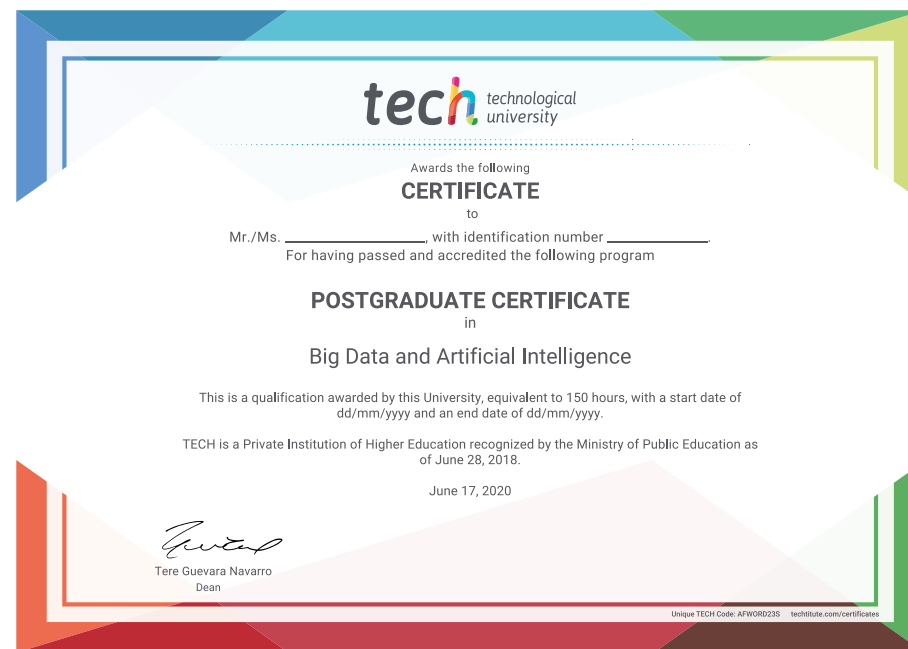 tech technological
university
Awards the following
CERTIFICATE
to
Mr./Ms. ____________________, with identification number ______________.
For having passed and accredited the following program
POSTGRADUATE CERTIFICATE
in
Big Data and Artificial Intelligence
This is a qualification awarded by this University, equivalent to 150 hours, with a start date of
dd/mm/yyyy and an end date of dd/mm/yyyy.
TECH is a Private Institution of Higher Education recognized by the Ministry of Public Education as
of June 28, 2018.
June 17, 2020
Tere Guevara Navarro
Dean
Unique TECH Code: AFWORD23S techtitute.com/certificates